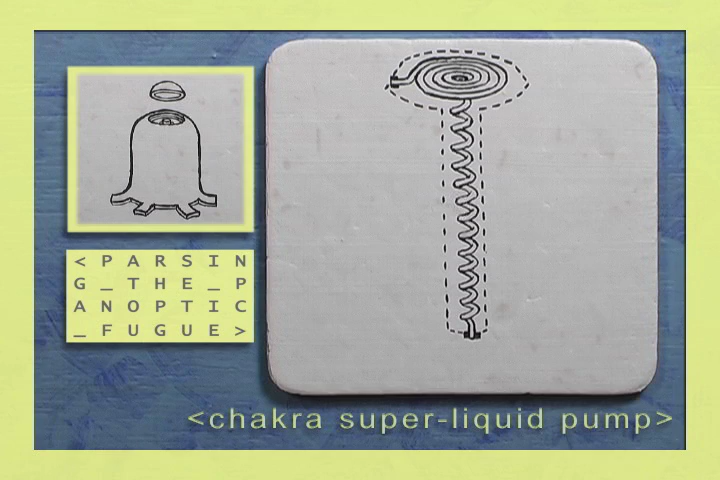 < P A R S I N
G _ T H E _ P
A N O P T I C
_ F U G U E >
<chakra super-liquid pump>